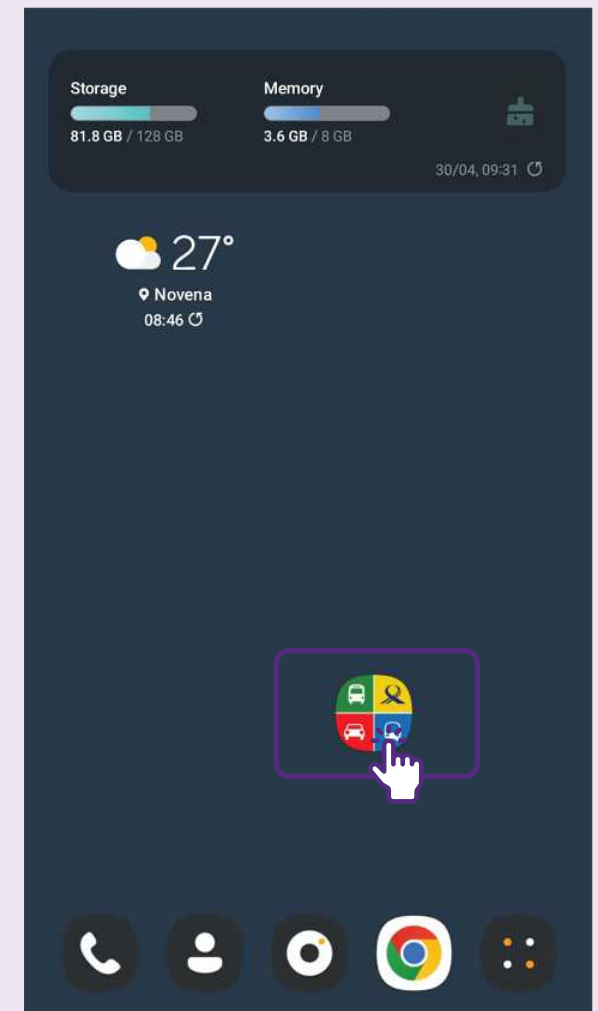 Storage
Memory
81.8 GB / 128 GB
3.6 GB / 8 GB
30/04, 09:31
27°
Novena
08:46